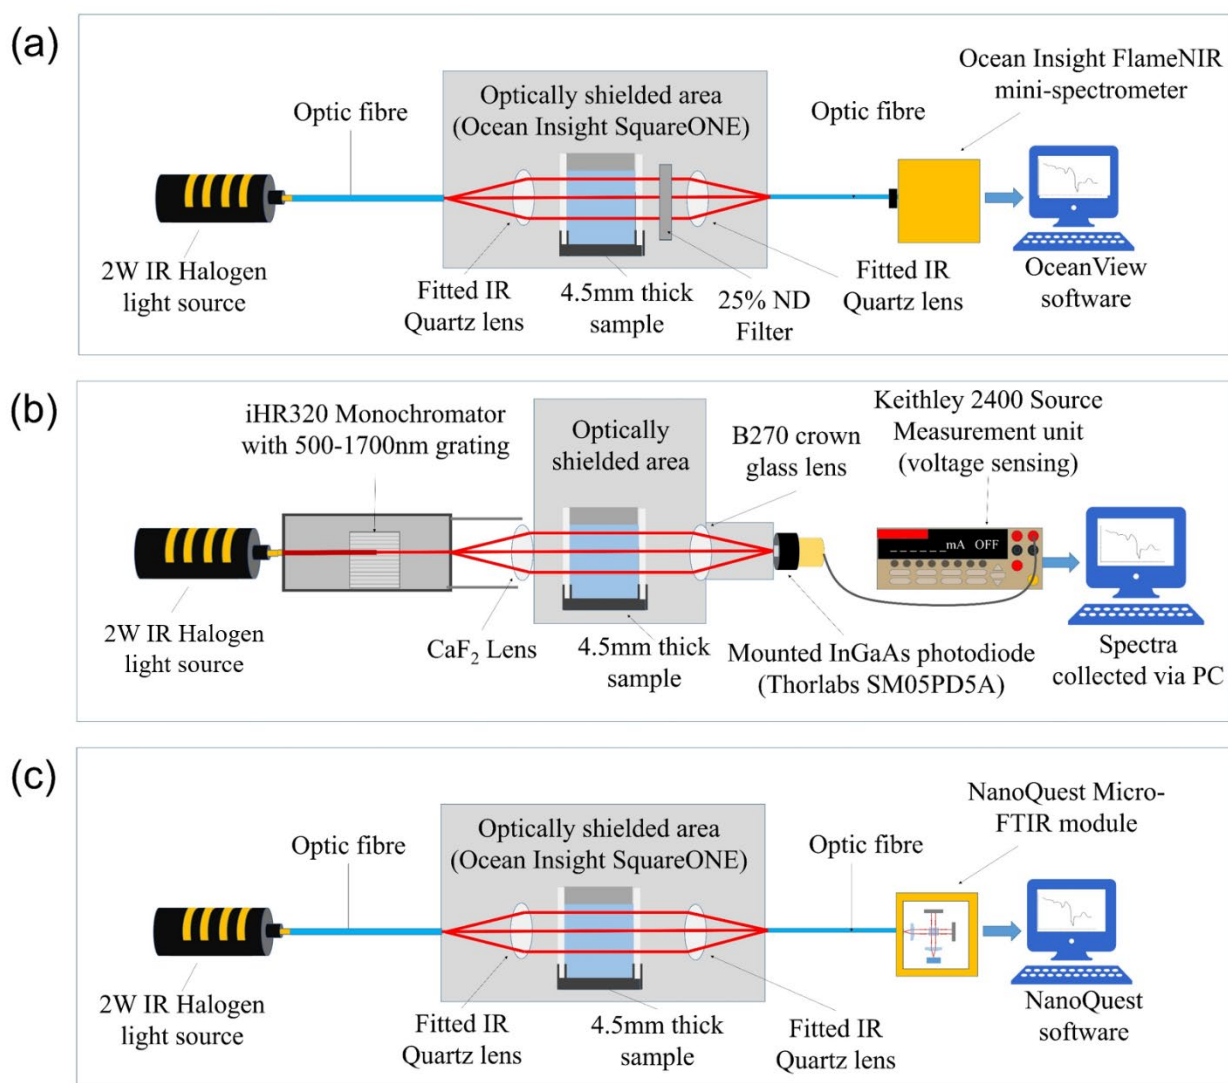 (a)
Optically shielded area
(Ocean Insight SquareONE)
Optic fibre
Optic fibre
Ocean Insight FlameNIR
mini-spectrometer
2W IR Halogen
light source
Fitted IR
Quartz lens
4.5mm thick
sample
25% ND
Filter
Fitted IR
Quartz lens
OceanView
software
(b)
iHR320 Monochromator
with 500-1700nm grating
Optically
shielded area
B270 crown
glass lens
Keithley 2400 Source
Measurement unit
(voltage sensing)
_ _ _ _ _ _mA OFF
2W IR Halogen
light source
CaF₂ Lens
4.5mm thick
sample
Mounted InGaAs photodiode
(Thorlabs SM05PD5A)
Spectra
collected via PC
(c)
Optically shielded area
(Ocean Insight SquareONE)
Optic fibre
Optic fibre
NanoQuest Micro-
FTIR module
2W IR Halogen
light source
Fitted IR
Quartz lens
4.5mm thick
sample
Fitted IR
Quartz lens
NanoQuest
software